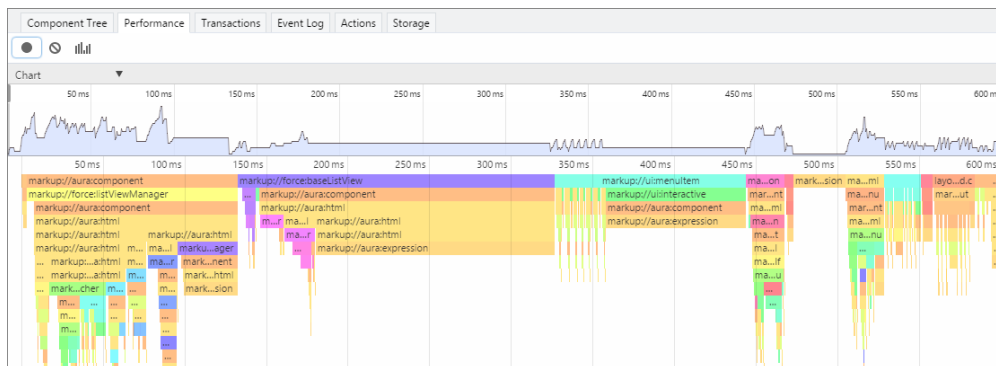 Component Tree Performance Transactions Event Log Actions Storage
Chart
50 ms 100 ms 150 ms 200 ms 250 ms 300 ms 350 ms 400 ms 450 ms 500 ms 550 ms 600 m
50 ms 100 ms 150 ms 200 ms 250 ms 300 ms 350 ms 400 ms 450 ms 500 ms 550 ms 600 ms
markup://aura:component markup://force:baseListView markup://ui:menuItem ma...on mark...sion ma...mi layo...d.c ...
markup://force:listViewManager ... markup://aura:component markup://ui:interactive mar...nt ma...nu mar...ut ...
markup://aura:component markup://aura:html markup://aura:component ma...mi mar...nt
markup://aura:html ma...r ma...l markup://aura:html markup://aura:expression ma...n ma...mi
markup://aura:html markup://aura:html ma...r markup://aura:html ma...t ma...nu
markup://aura:html m... ma...l marku...ager ... markup://aura:expression ma...l ...
... markup:...a:html m... ma...r mark...nent ma...lf
... markup:...a:html m... m... mark...html ma...u
... mark...cher m... m... mark...sion ...
m... ... ... ... ...
m... ...
m... ... ...
...
...